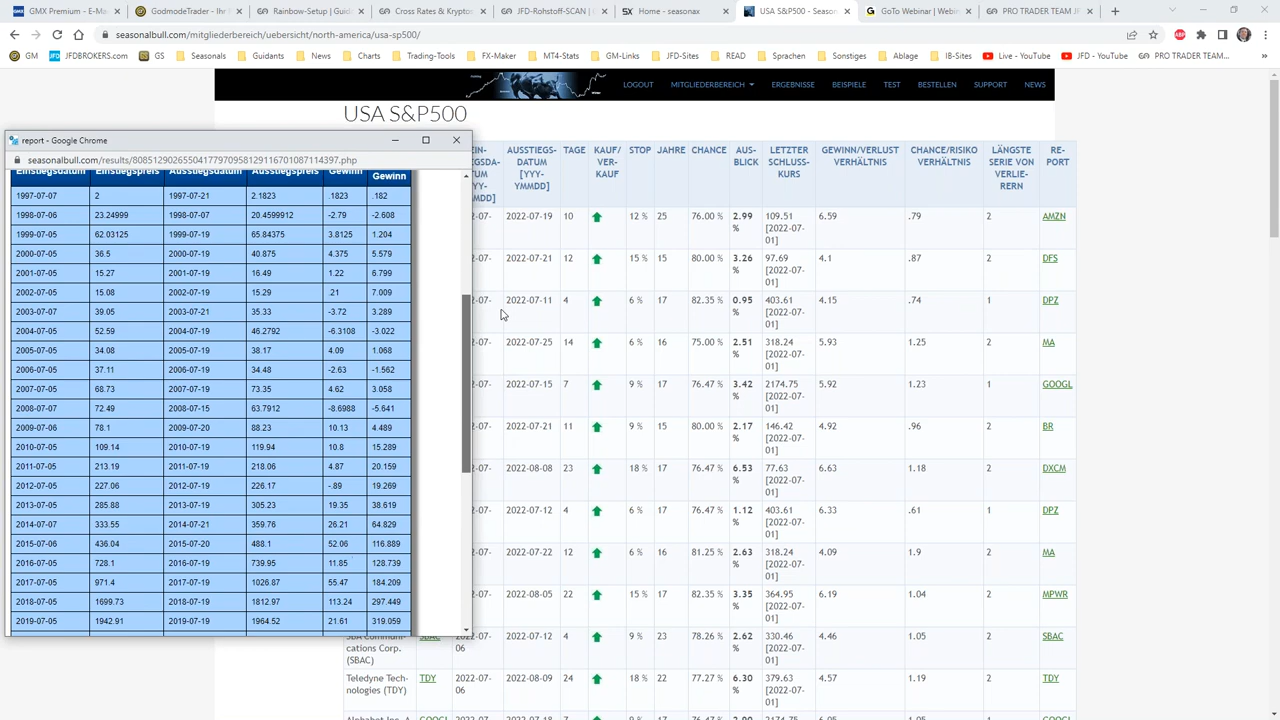 GMX Premium - E-Ma
GodmodeTrader - Ihr F
Rainbow-Setup | Guid
Cross Rates & Kryptoc
JFD-Rohstoff-SCAN |
Home - seasonax
USA S&P500 - Season
GoTo Webinar | Webin
PRO TRADER TEAM JF
seasonalbull.com/mitgliederbereich/uebersicht/north-america/usa-sp500/
GM JFDBROKERS.com GS Seasonals Guidants News Charts Trading-Tools FX-Maker MT4-Stats GM-Links JFD-Sites READ Sprachen Sonstiges Ablage IB-Sites Live - YouTube JFD - YouTube PRO TRADER TEAM... »
LOGOUT MITGLIEDERBEREICH ERGEBNISSE BEISPIELE TEST BESTELLEN SUPPORT NEWS
USA S&P500
report - Google Chrome
seasonalbull.com/results/80851290265504177970958129116701087114397.php
Einstiegsdatum Einstiegspreis Ausstiegsdatum Ausstiegspreis Gewinn Gewinn
1997-07-07 2 1997-07-21 2.1823 .1823 .182
1998-07-06 23.24999 1998-07-07 20.4599912 -2.79 -2.608
1999-07-05 62.03125 1999-07-19 65.84375 3.8125 1.204
2000-07-05 36.5 2000-07-19 40.875 4.375 5.579
2001-07-05 15.27 2001-07-19 16.49 1.22 6.799
2002-07-05 15.08 2002-07-19 15.29 .21 7.009
2003-07-07 39.05 2003-07-21 35.33 -3.72 3.289
2004-07-05 52.59 2004-07-19 46.2792 -6.3108 -3.022
2005-07-05 34.08 2005-07-19 38.17 4.09 1.068
2006-07-05 37.11 2006-07-19 34.48 -2.63 -1.562
2007-07-05 68.73 2007-07-19 73.35 4.62 3.058
2008-07-07 72.49 2008-07-15 63.7912 -8.6988 -5.641
2009-07-06 78.1 2009-07-20 88.23 10.13 4.489
2010-07-05 109.14 2010-07-19 119.94 10.8 15.289
2011-07-05 213.19 2011-07-19 218.06 4.87 20.159
2012-07-05 227.06 2012-07-19 226.17 -.89 19.269
2013-07-05 285.88 2013-07-19 305.23 19.35 38.619
2014-07-07 333.55 2014-07-21 359.76 26.21 64.829
2015-07-06 436.04 2015-07-20 488.1 52.06 116.889
2016-07-05 728.1 2016-07-19 739.95 11.85 128.739
2017-07-05 971.4 2017-07-19 1026.87 55.47 184.209
2018-07-05 1699.73 2018-07-19 1812.97 113.24 297.449
2019-07-05 1942.91 2019-07-19 1964.52 21.61 319.059
EIN- AUSSTIEGS- TAGE KAUF/ STOP JAHRE CHANCE AUS- LETZTER GEWINN/VERLUST CHANCE/RISIKO LÄNGSTE RE-
EGSDA- DATUM VER- BLICK SCHLUSS- VERHÄLTNIS VERHÄLTNIS SERIE VON PORT
TUM [YYY- KAUF KURS VERLIE-
YY- YMMDD] RERN
MDD]
-07- 2022-07-19 10 12 % 25 76.00 % 2.99 109.51 6.59 .79 2 AMZN
% [2022-07-
01]
-07- 2022-07-21 12 15 % 15 80.00 % 3.26 97.69 4.1 .87 2 DFS
% [2022-07-
01]
-07- 2022-07-11 4 6 % 17 82.35 % 0.95 403.61 4.15 .74 1 DPZ
% [2022-07-
01]
-07- 2022-07-25 14 6 % 16 75.00 % 2.51 318.24 5.93 1.25 2 MA
% [2022-07-
01]
-07- 2022-07-15 7 9 % 17 76.47 % 3.42 2174.75 5.92 1.23 1 GOOGL
% [2022-07-
01]
-07- 2022-07-21 11 9 % 15 80.00 % 2.17 146.42 4.92 .96 2 BR
% [2022-07-
01]
-07- 2022-08-08 23 18 % 17 76.47 % 6.53 77.63 6.63 1.18 2 DXCM
% [2022-07-
01]
-07- 2022-07-12 4 9 % 17 76.47 % 1.12 403.61 6.33 .61 1 DPZ
% [2022-07-
01]
-07- 2022-07-22 12 6 % 16 81.25 % 2.63 318.24 4.09 1.9 2 MA
% [2022-07-
01]
-07- 2022-08-05 22 15 % 17 82.35 % 3.35 364.95 6.19 1.04 2 MPWR
% [2022-07-
01]
SBA Communi- SBAC 2022-07- 2022-07-12 4 9 % 23 78.26 % 2.62 330.46 4.46 1.05 2 SBAC
cations Corp. 06 % [2022-07-
(SBAC) 01]
Teledyne Tech- TDY 2022-07- 2022-08-09 24 18 % 22 77.27 % 6.30 379.63 4.57 1.19 2 TDY
nologies (TDY) 06 % [2022-07-
01]